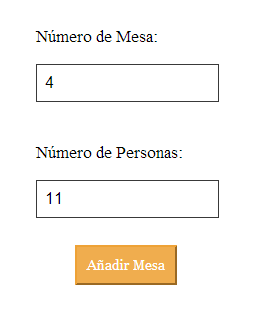 Número de Mesa:
4
Número de Personas:
11
Añadir Mesa